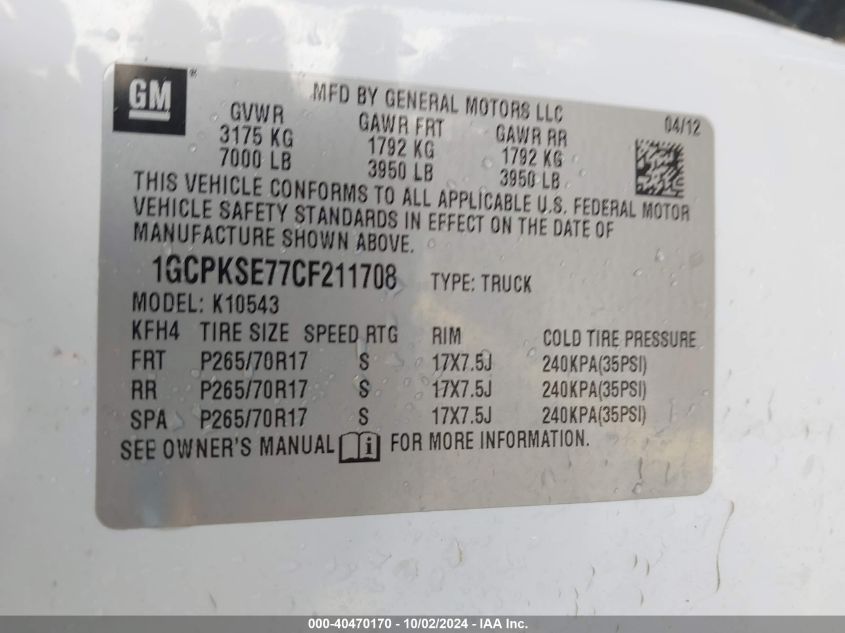 GM®
MFD BY GENERAL MOTORS LLC
04/12
GVWR GAWR FRT GAWR RR
3175 KG 1792 KG 1792 KG
7000 LB 3950 LB 3950 LB
THIS VEHICLE CONFORMS TO ALL APPLICABLE U.S. FEDERAL MOTOR
VEHICLE SAFETY STANDARDS IN EFFECT ON THE DATE OF
MANUFACTURE SHOWN ABOVE.
1GCPKSE77CF211708 TYPE: TRUCK
MODEL: K10543
KFH4 TIRE SIZE SPEED RTG RIM COLD TIRE PRESSURE
FRT P265/70R17 S 17X7.5J 240KPA(35PSI)
RR P265/70R17 S 17X7.5J 240KPA(35PSI)
SPA P265/70R17 S 17X7.5J 240KPA(35PSI)
SEE OWNER'S MANUAL i FOR MORE INFORMATION.
000-40470170 - 10/02/2024 - IAA Inc.